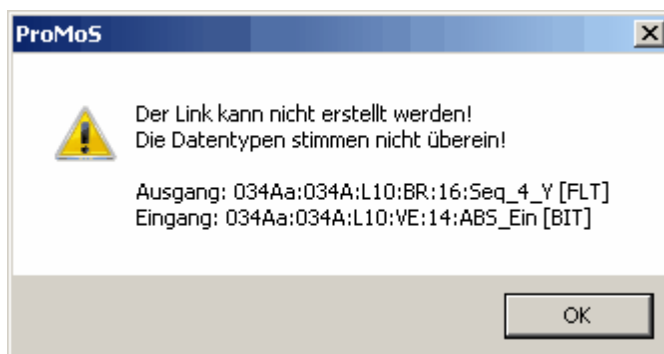 ProMoS
Der Link kann nicht erstellt werden!
Die Datentypen stimmen nicht überein!
Ausgang: 034Aa:034A:L10:BR:16:Seq_4_Y [FLT]
Eingang: 034Aa:034A:L10:VE:14:ABS_Ein [BIT]
OK